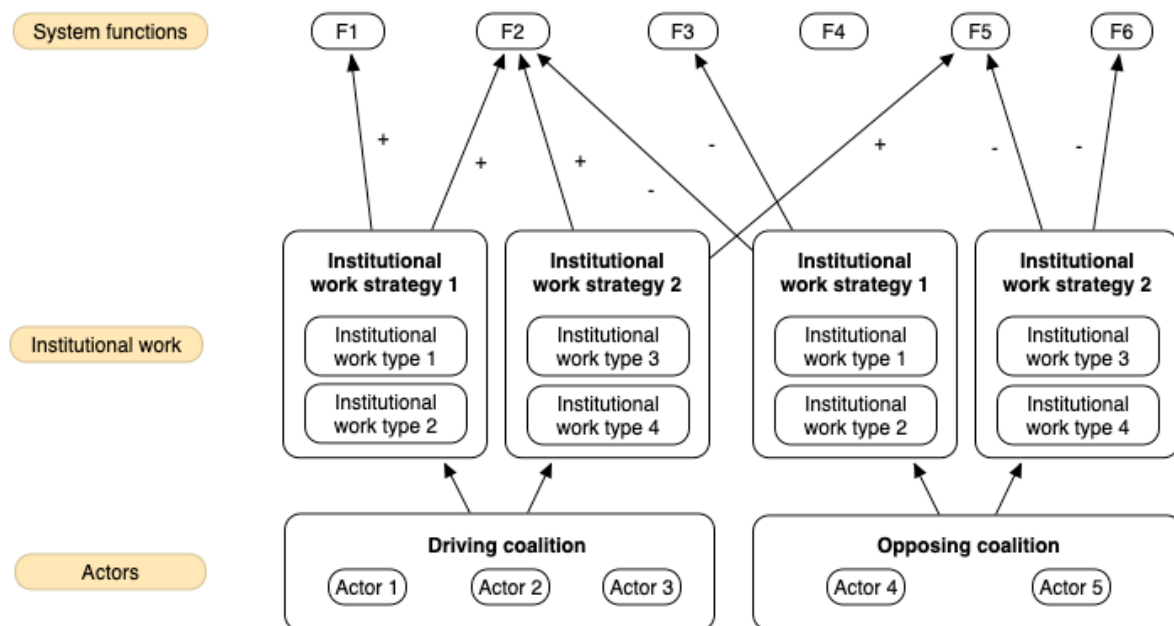 System functions
F1
F2
F3
F4
F5
F6
+
+
+
-
-
+
-
-
Institutional
work strategy 1
Institutional
work type 1
Institutional
work type 2
Institutional
work strategy 2
Institutional
work type 3
Institutional
work type 4
Institutional
work strategy 1
Institutional
work type 1
Institutional
work type 2
Institutional
work strategy 2
Institutional
work type 3
Institutional
work type 4
Institutional work
Driving coalition
Actor 1
Actor 2
Actor 3
Opposing coalition
Actor 4
Actor 5
Actors